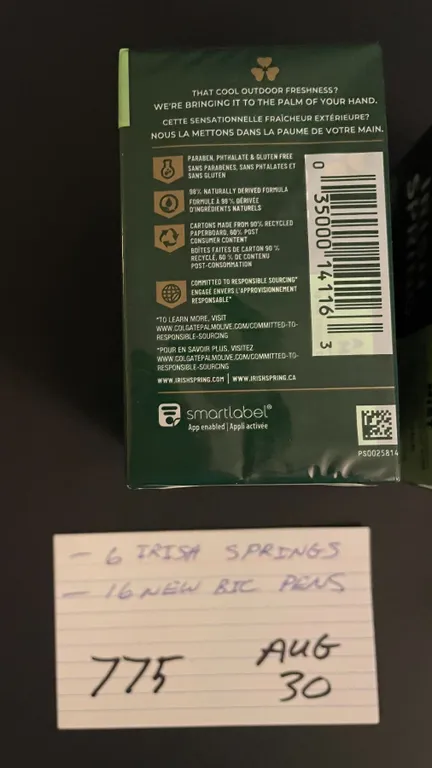 THAT COOL OUTDOOR FRESHNESS?
WE'RE BRINGING IT TO THE PALM OF YOUR HAND.
CETTE SENSATIONNELLE FRAÎCHEUR EXTÉRIEURE?
NOUS LA METTONS DANS LA PAUME DE VOTRE MAIN.
PARABEN, PHTHALATE & GLUTEN FREE
SANS PARABÈNES, SANS PHTALATES ET
SANS GLUTEN
98% NATURALLY DERIVED FORMULA
FORMULE À 98 % DÉRIVÉE
D'INGRÉDIENTS NATURELS
CARTONS MADE FROM 90% RECYCLED
PAPERBOARD, 60% POST
CONSUMER CONTENT
BOÎTES FAITES DE CARTON 90 %
RECYCLÉ, 60 % DE CONTENU
POST-CONSOMMATION
COMMITTED TO RESPONSIBLE SOURCING*
ENGAGÉ ENVERS L'APPROVISIONNEMENT
RESPONSABLE*
*TO LEARN MORE, VISIT
WWW.COLGATEPALMOLIVE.COM/COMMITTED-TO-
RESPONSIBLE-SOURCING
*POUR EN SAVOIR PLUS, VISITEZ
WWW.COLGATEPALMOLIVE.COM/COMMITTED-TO-
RESPONSIBLE-SOURCING
WWW.IRISHSPRING.COM | WWW.IRISHSPRING.CA
0 35000 14116 3
smartlabel®
App enabled | Appli activée
PS0025814
- 6 IRISH SPRINGS
- 16 NEW BIC PENS
775
AUG
30